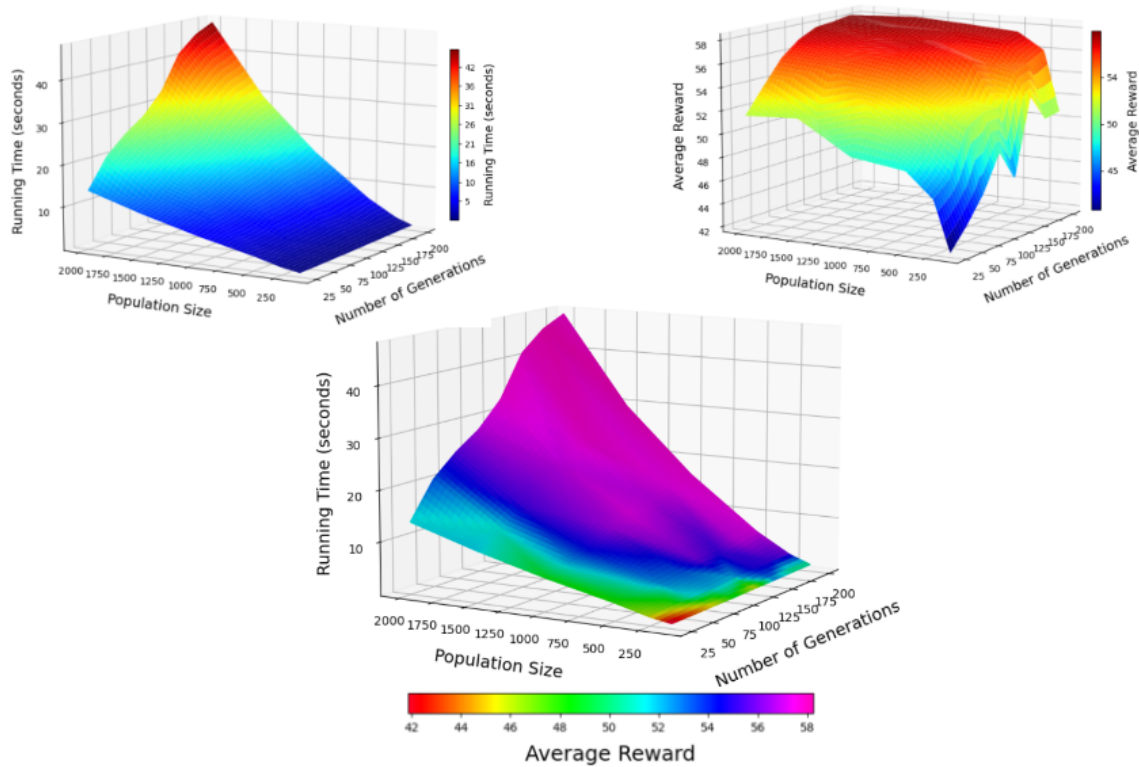 Running Time (seconds)
40
30
20
10
2000 1750 1500 1250 1000 750 500 250
Population Size
25 50 75 100 125 150 175 200
Number of Generations
42
36
31
26
21
16
10
5
Running Time (seconds)
Average Reward
58
56
54
52
50
48
46
44
42
2000 1750 1500 1250 1000 750 500 250
Population Size
25 50 75 100 125 150 175 200
Number of Generations
54
50
45
Average Reward
Running Time (seconds)
40
30
20
10
2000 1750 1500 1250 1000 750 500 250
Population Size
25 50 75 100 125 150 175 200
Number of Generations
42 44 46 48 50 52 54 56 58
Average Reward